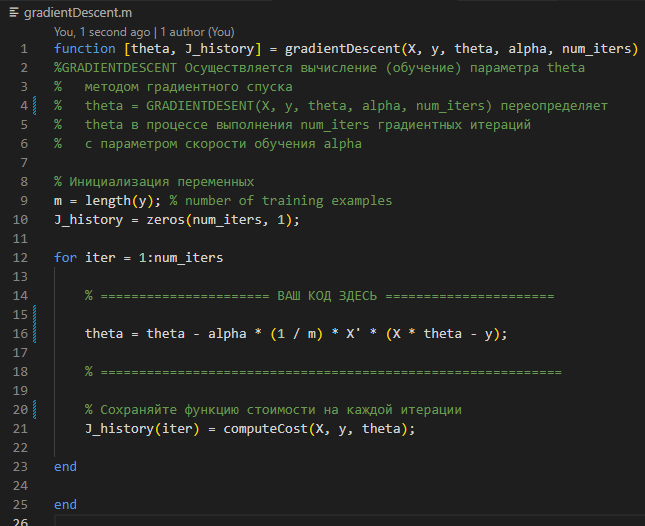 gradientDescent.m
You, 1 second ago | 1 author (You)
1 function [theta, J_history] = gradientDescent(X, y, theta, alpha, num_iters)
2 %GRADIENTDESCENT Осуществляется вычисление (обучение) параметра theta
3 %   методом градиентного спуска
4 %   theta = GRADIENTDESENT(X, y, theta, alpha, num_iters) переопределяет
5 %   theta в процессе выполнения num_iters градиентных итераций
6 %   с параметром скорости обучения alpha
7
8 % Инициализация переменных
9 m = length(y); % number of training examples
10 J_history = zeros(num_iters, 1);
11
12 for iter = 1:num_iters
13
14     % ====================== ВАШ КОД ЗДЕСЬ ======================
15
16     theta = theta - alpha * (1 / m) * X' * (X * theta - y);
17
18     % ============================================================
19
20     % Сохраняйте функцию стоимости на каждой итерации
21     J_history(iter) = computeCost(X, y, theta);
22
23 end
24
25 end
26